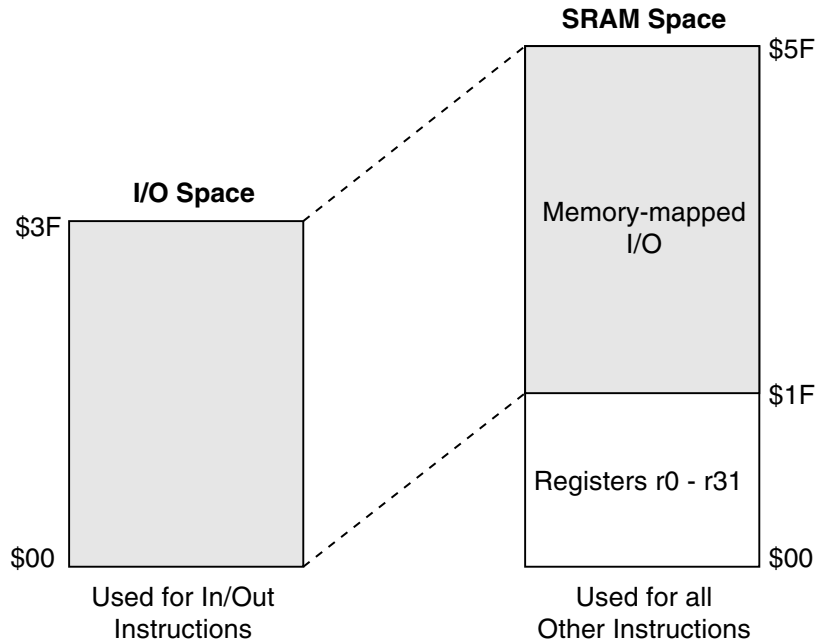 SRAM Space
$5F
I/O Space
$3F
Memory-mapped
I/O
$1F
Registers r0 - r31
$00
$00
Used for In/Out
Instructions
Used for all
Other Instructions